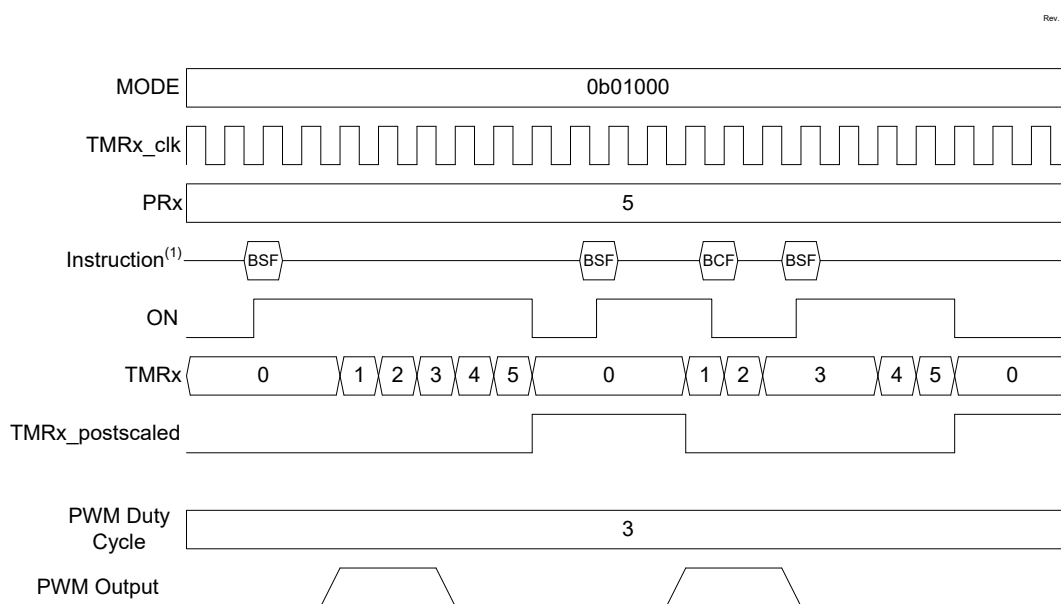 Rev.
MODE 0b01000
TMRx_clk
PRx 5
Instruction(1) BSF BSF BCF BSF
ON
TMRx 0 1 2 3 4 5 0 1 2 3 4 5 0
TMRx_postscaled
PWM Duty
Cycle 3
PWM Output